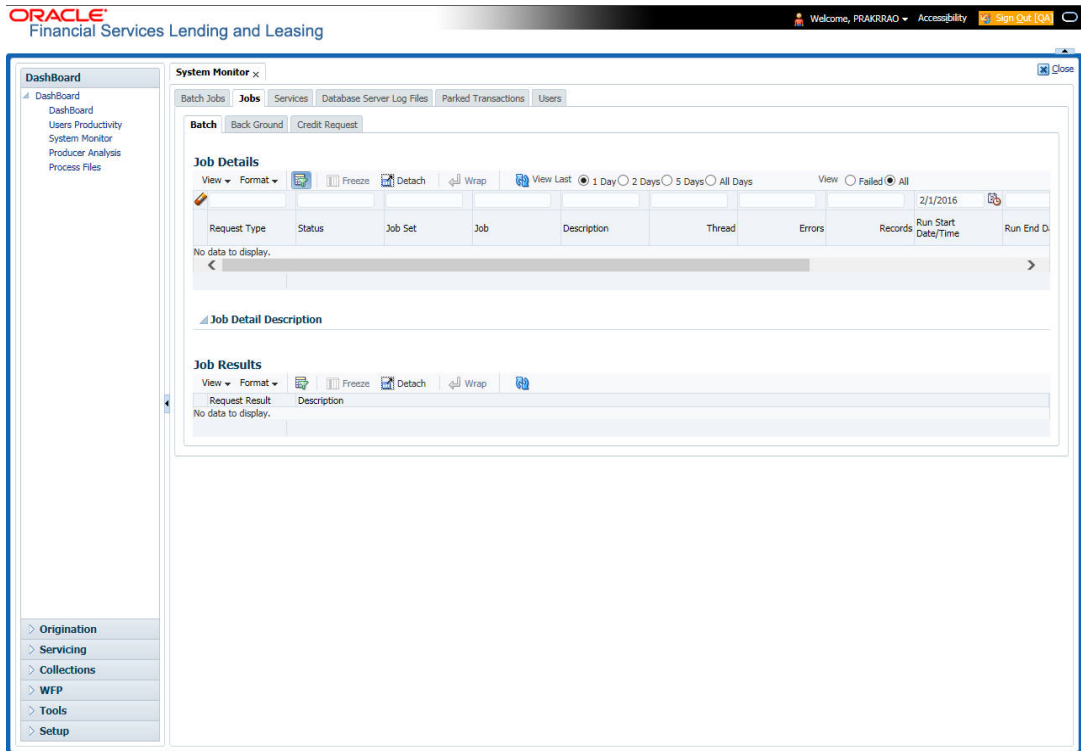 ORACLE
Financial Services Lending and Leasing
Welcome, PRAKRRAO Accessibility Sign Out [QA]
DashBoard
DashBoard
DashBoard
Users Productivity
System Monitor
Producer Analysis
Process Files
Origination
Servicing
Collections
WFP
Tools
Setup
System Monitor
Close
Batch Jobs Jobs Services Database Server Log Files Parked Transactions Users
Batch Back Ground Credit Request
Job Details
View Format Freeze Detach Wrap View Last 1 Day 2 Days 5 Days All Days View Failed All
2/1/2016
Request Type Status Job Set Job Description Thread Errors Records Run Start Date/Time Run End D
No data to display.
Job Detail Description
Job Results
View Format Freeze Detach Wrap
Request Result Description
No data to display.